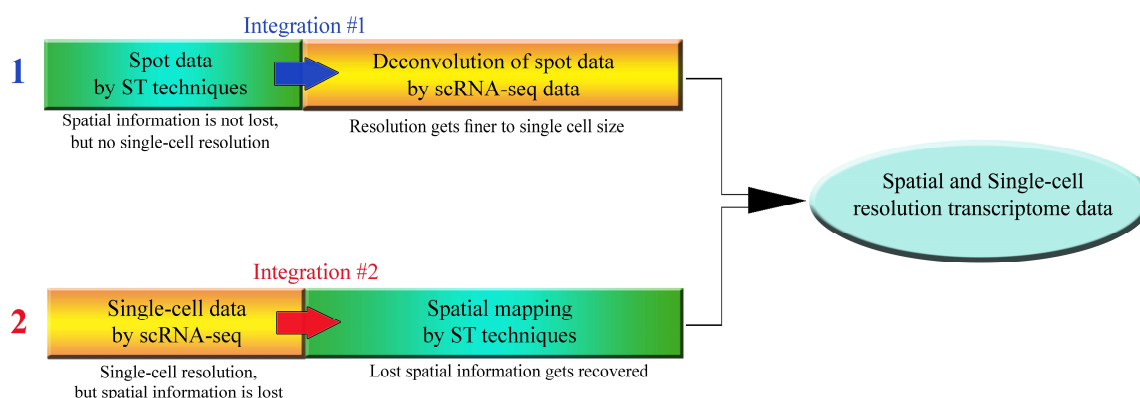 Integration #1
1
Spot data
by ST techniques
Deconvolution of spot data
by scRNA-seq data
Spatial information is not lost,
but no single-cell resolution
Resolution gets finer to single cell size
Spatial and Single-cell
resolution transcriptome data
Integration #2
2
Single-cell data
by scRNA-seq
Spatial mapping
by ST techniques
Single-cell resolution,
but spatial information is lost
Lost spatial information gets recovered